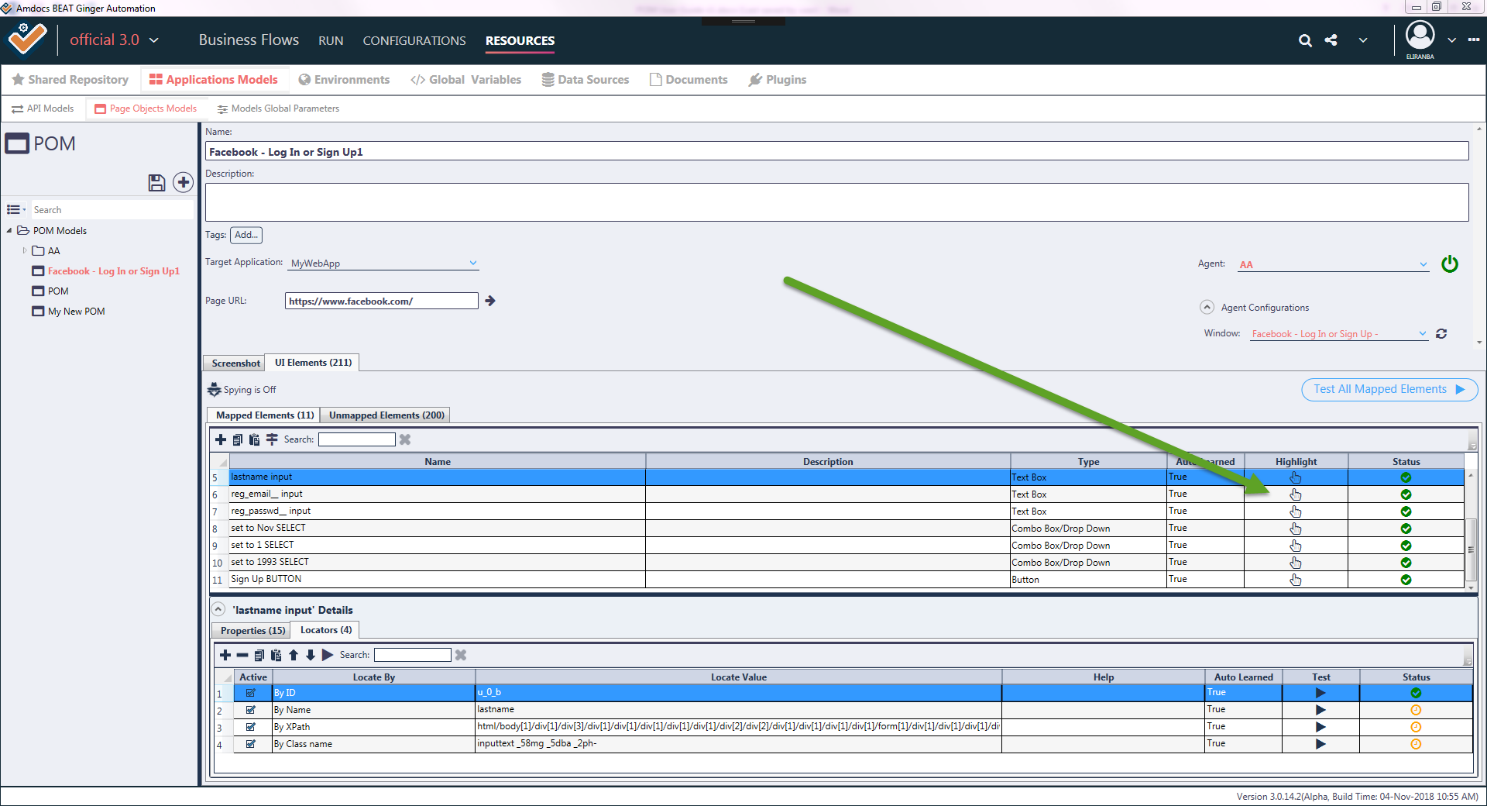 Amdocs BEAT Ginger Automation
official 3.0 Business Flows RUN CONFIGURATIONS RESOURCES
ELIRANBA
Shared Repository Applications Models Environments </> Global Variables Data Sources Documents Plugins
API Models Page Objects Models Models Global Parameters
POM
Search
POM Models
AA
Facebook - Log In or Sign Up1
POM
My New POM
Name:
Facebook - Log In or Sign Up1
Description:
Tags: Add...
Target Application: MyWebApp
Agent: AA
Page URL: https://www.facebook.com/
Agent Configurations
Window: Facebook - Log In or Sign Up -
Screenshot UI Elements (211)
Spying is Off
Test All Mapped Elements
Mapped Elements (11) Unmapped Elements (200)
Search:
Name Description Type Auto Learned Highlight Status
5 lastname input Text Box True
6 reg_email__ input Text Box True
7 reg_passwd__ input Text Box True
8 set to Nov SELECT Combo Box/Drop Down True
9 set to 1 SELECT Combo Box/Drop Down True
10 set to 1993 SELECT Combo Box/Drop Down True
11 Sign Up BUTTON Button True
'lastname input' Details
Properties (15) Locators (4)
Search:
Active Locate By Locate Value Help Auto Learned Test Status
1 By ID u_0_b True
2 By Name lastname True
3 By XPath html/body[1]/div[1]/div[3]/div[1]/div[1]/div[1]/div[1]/div[1]/div[2]/div[2]/div[1]/div[1]/div[1]/div[1]/form[1]/div[1]/div[1]/div[1]/di
True
4 By Class name inputtext _58mg _5dba _2ph- True
Version 3.0.14.2(Alpha, Build Time: 04-Nov-2018 10:55 AM)